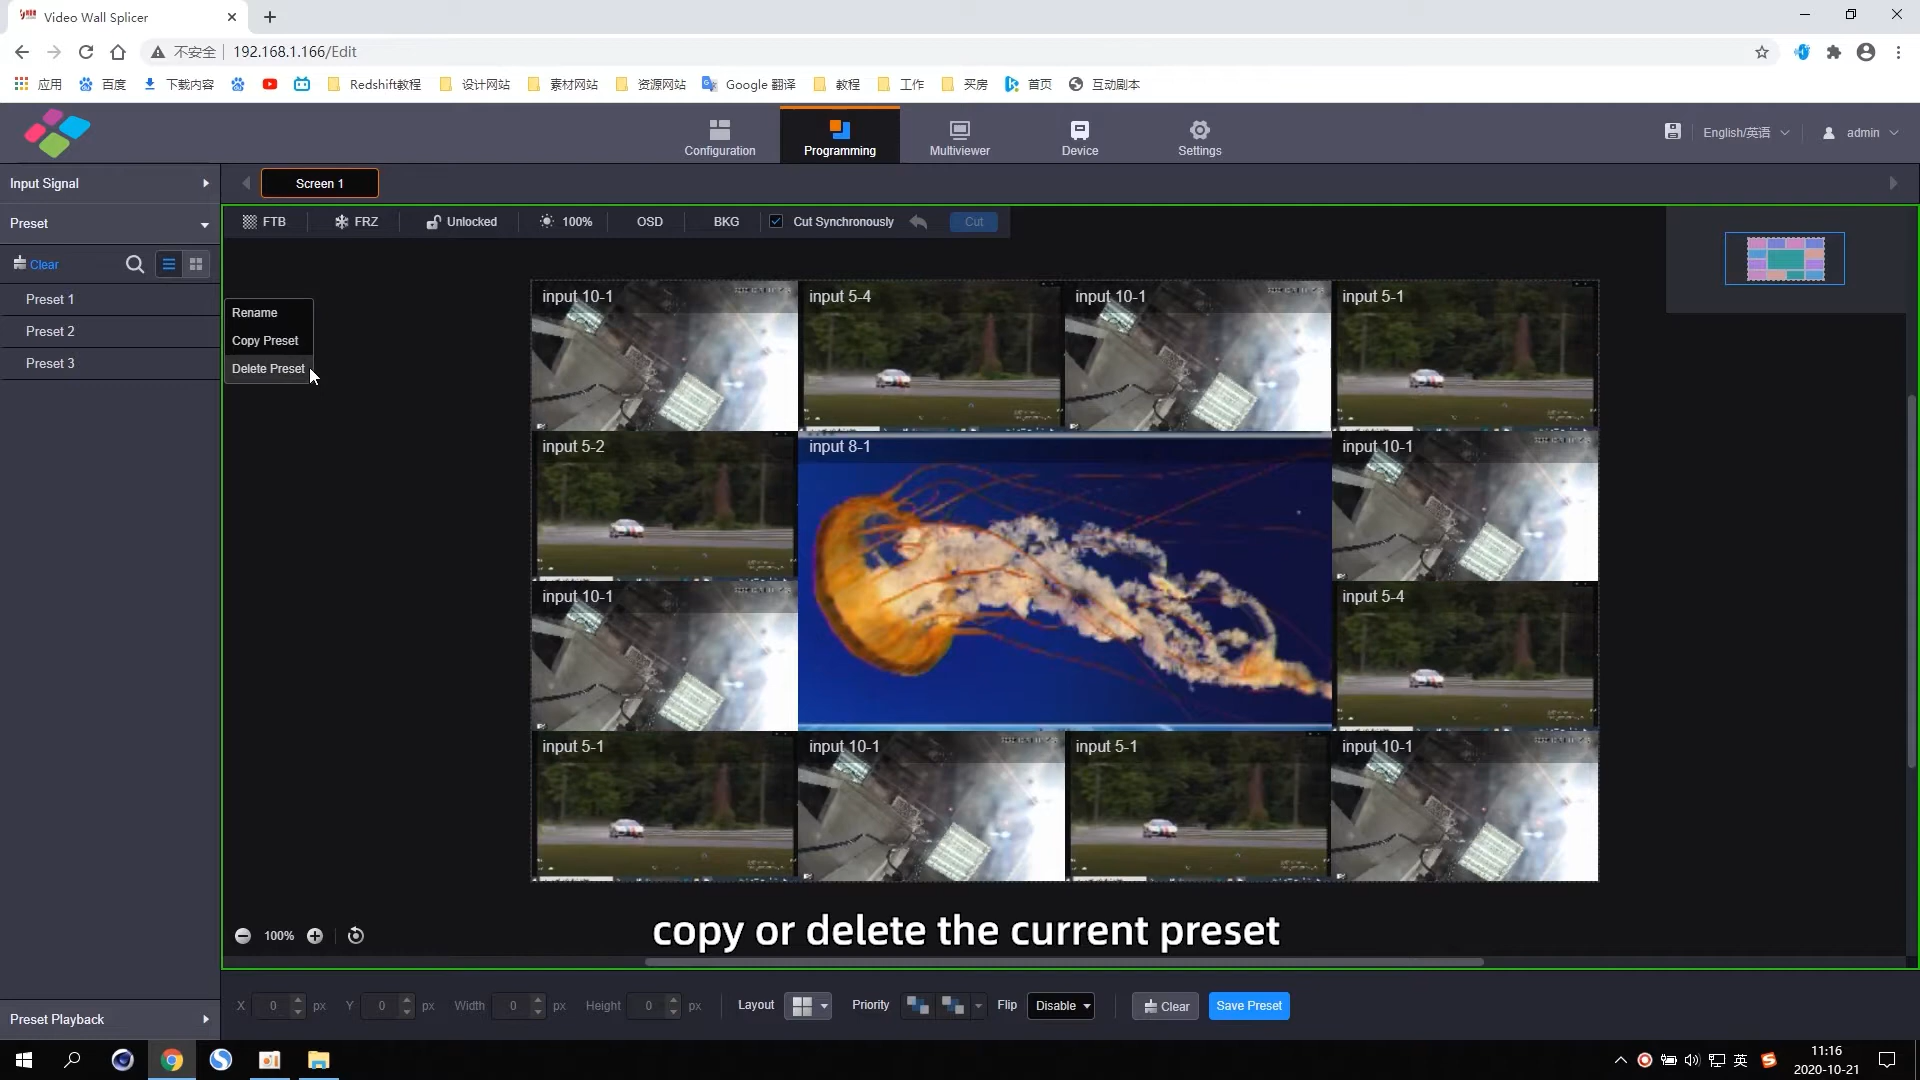 Video Wall Splicer
不安全
192.168.1.166/Edit
应用
百度
下载内容
Redshift教程
设计网站
素材网站
资源网站
Google 翻译
教程
工作
买房
首页
互动剧本
Configuration
Programming
Multiviewer
Device
Settings
English/英语
admin
Input Signal
Screen 1
Preset
FTB
FRZ
Unlocked
100%
OSD
BKG
Cut Synchronously
Cut
Clear
Preset 1
Preset 2
Preset 3
Rename
Copy Preset
Delete Preset
input 10-1
input 5-4
input 10-1
input 5-1
input 5-2
input 8-1
input 10-1
input 10-1
input 5-4
input 5-1
input 10-1
input 5-1
input 10-1
100%
copy or delete the current preset
X 0 px Y 0 px Width 0 px Height 0 px
Layout
Priority
Flip
Disable
Clear
Save Preset
Preset Playback
英
11:16
2020-10-21